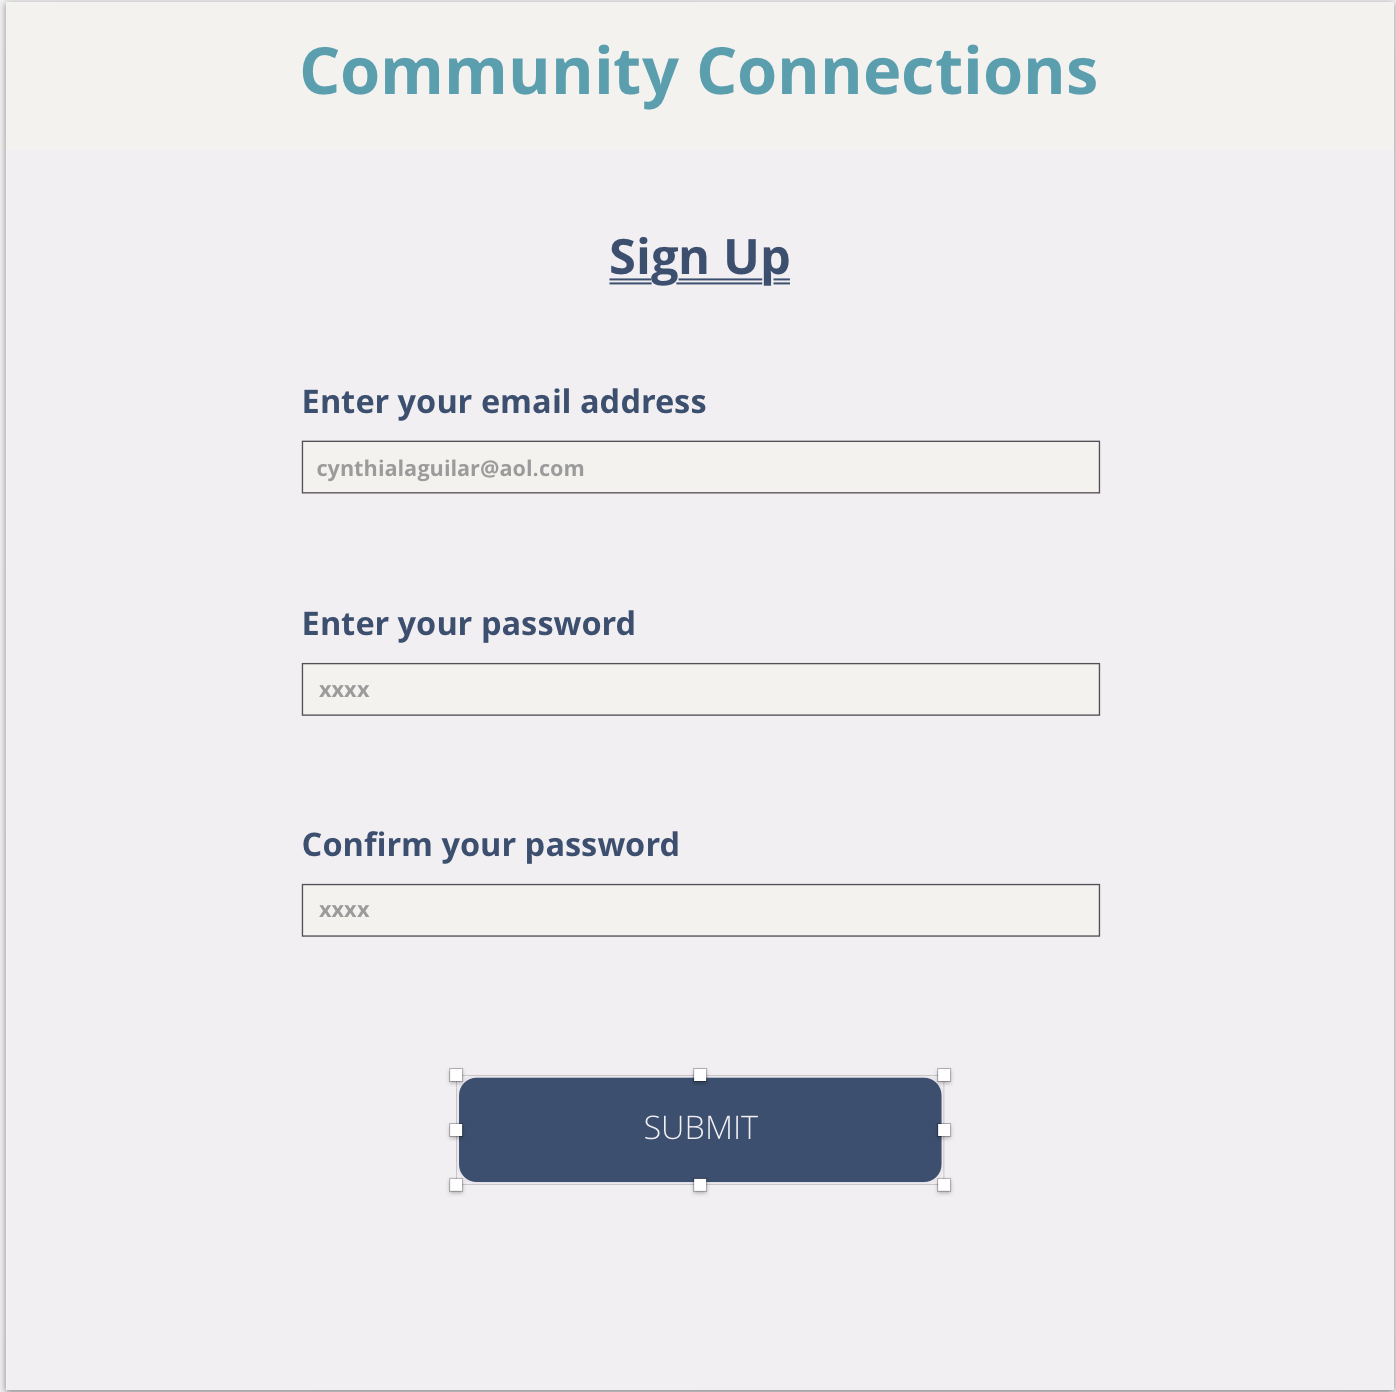 Community Connections
Sign Up
Enter your email address
cynthialaguilar@aol.com
Enter your password
xxxx
Confirm your password
xxxx
SUBMIT